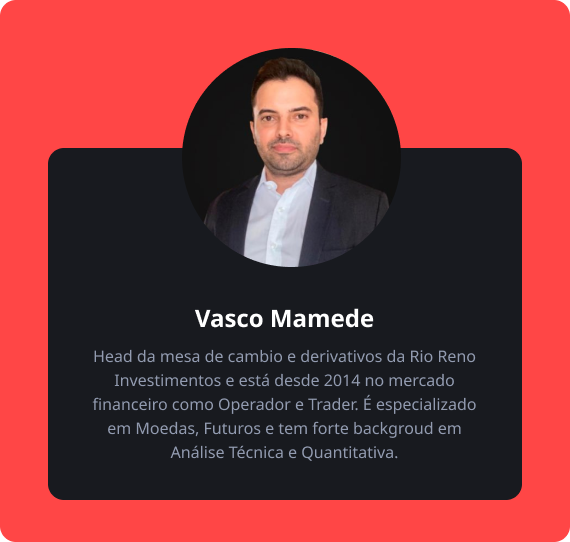 Vasco Mamede
Head da mesa de cambio e derivativos da Rio Reno
Investimentos e está desde 2014 no mercado
financeiro como Operador e Trader. É especializado
em Moedas, Futuros e tem forte backgroud em
Análise Técnica e Quantitativa.